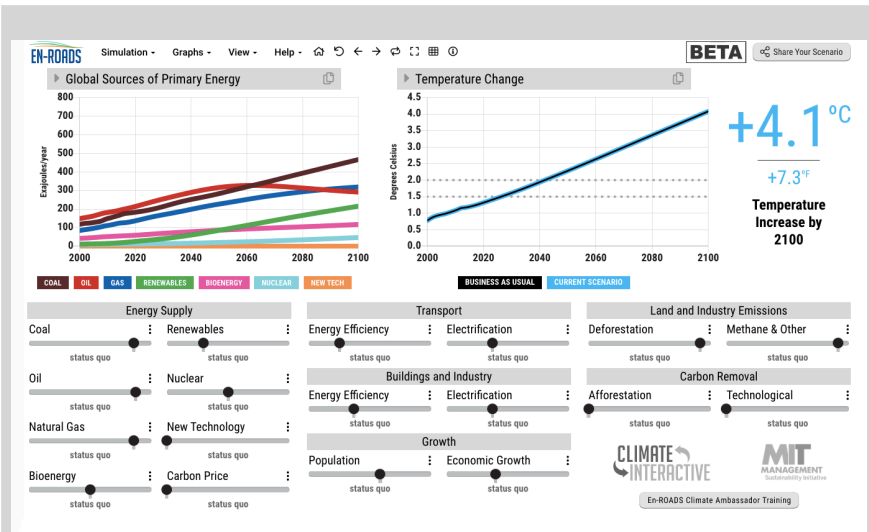 EN-ROADS Simulation Graphs View Help BETA Share Your Scenario
Global Sources of Primary Energy
Temperature Change
Exajoules/year
800
700
600
500
400
300
200
100
0
2000 2020 2040 2060 2080 2100
COAL OIL GAS RENEWABLES BIOENERGY NUCLEAR NEW TECH
Degrees Celsius
4.5
4.0
3.5
3.0
2.5
2.0
1.5
1.0
0.5
0.0
2000 2020 2040 2060 2080 2100
BUSINESS AS USUAL CURRENT SCENARIO
+4.1°C
+7.3°F
Temperature
Increase by
2100
Energy Supply
Coal Renewables
status quo status quo
Oil Nuclear
status quo status quo
Natural Gas New Technology
status quo status quo
Bioenergy Carbon Price
status quo status quo
Transport
Energy Efficiency Electrification
status quo status quo
Buildings and Industry
Energy Efficiency Electrification
status quo status quo
Growth
Population Economic Growth
status quo status quo
Land and Industry Emissions
Deforestation Methane & Other
status quo status quo
Carbon Removal
Afforestation Technological
status quo status quo
CLIMATE
INTERACTIVE
MIT
MANAGEMENT
Sustainability Initiative
En-ROADS Climate Ambassador Training